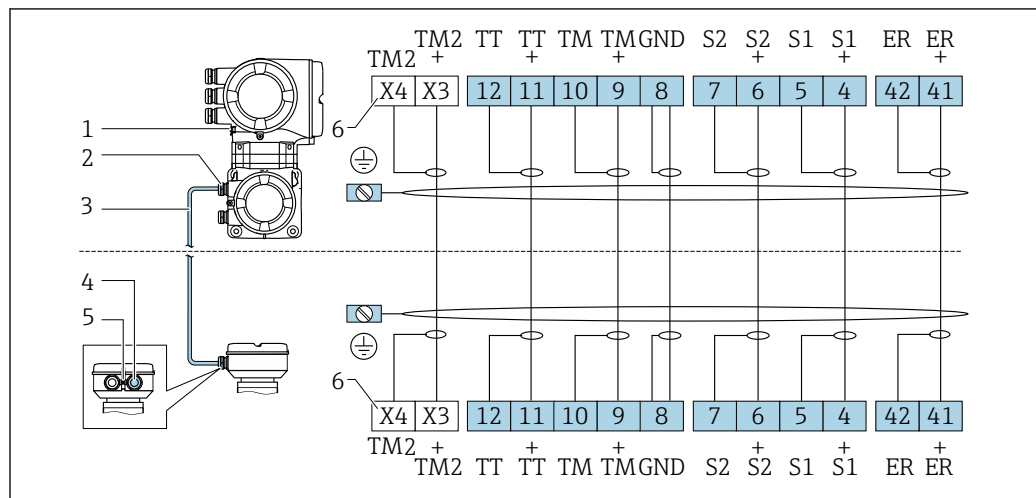 TM2 TT TT TM TM GND S2 S2 S1 S1 ER ER
TM2 + + + + + +
X4 X3 12 11 10 9 8 7 6 5 4 42 41
6
1
2
3
4
5
6
X4 X3 12 11 10 9 8 7 6 5 4 42 41
TM2 + + + + + +
TM2 TT TT TM TM GND S2 S2 S1 S1 ER ER